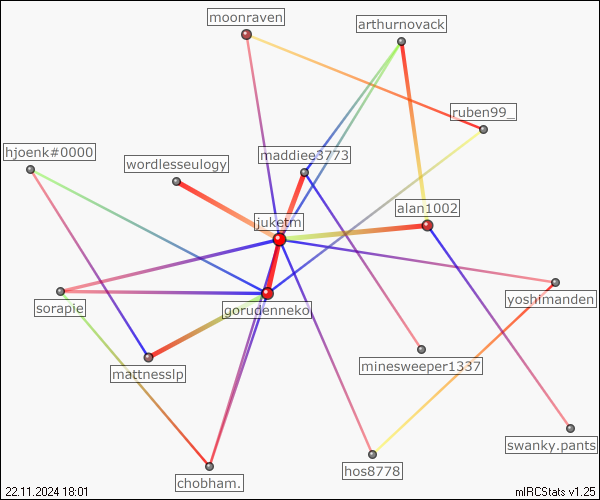 moonraven
arthurnovack
ruben99_
hjoenk#0000
wordlesseulogy
maddiee3773
alan1002
juketm
sorapie
gorudenneko
yoshimanden
mattnesslp
minesweeper1337
swanky.pants
hos8778
chobham.
22.11.2024 18:01
mIRCStats v1.25